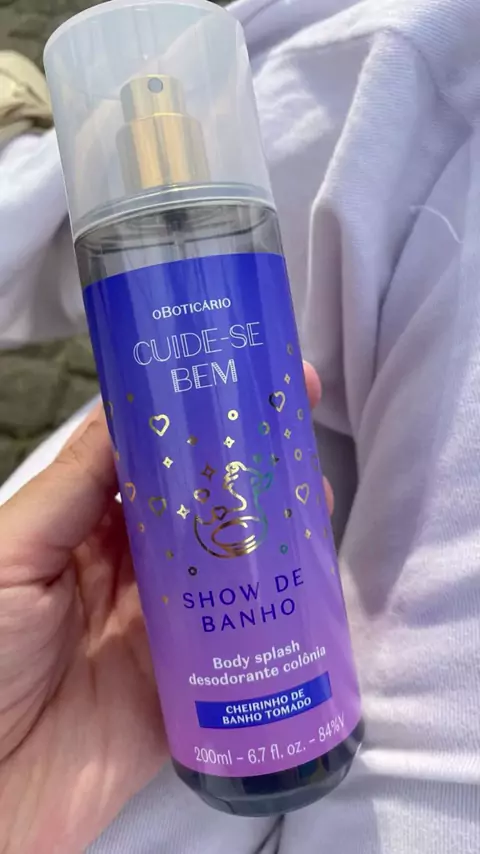 oBOTICÁRIO
CUIDE-SE
BEM
SHOW DE
BANHO
Body splash
desodorante colônia
CHEIRINHO DE
BANHO TOMADO
200ml – 6.7 fl. oz. – 84%V